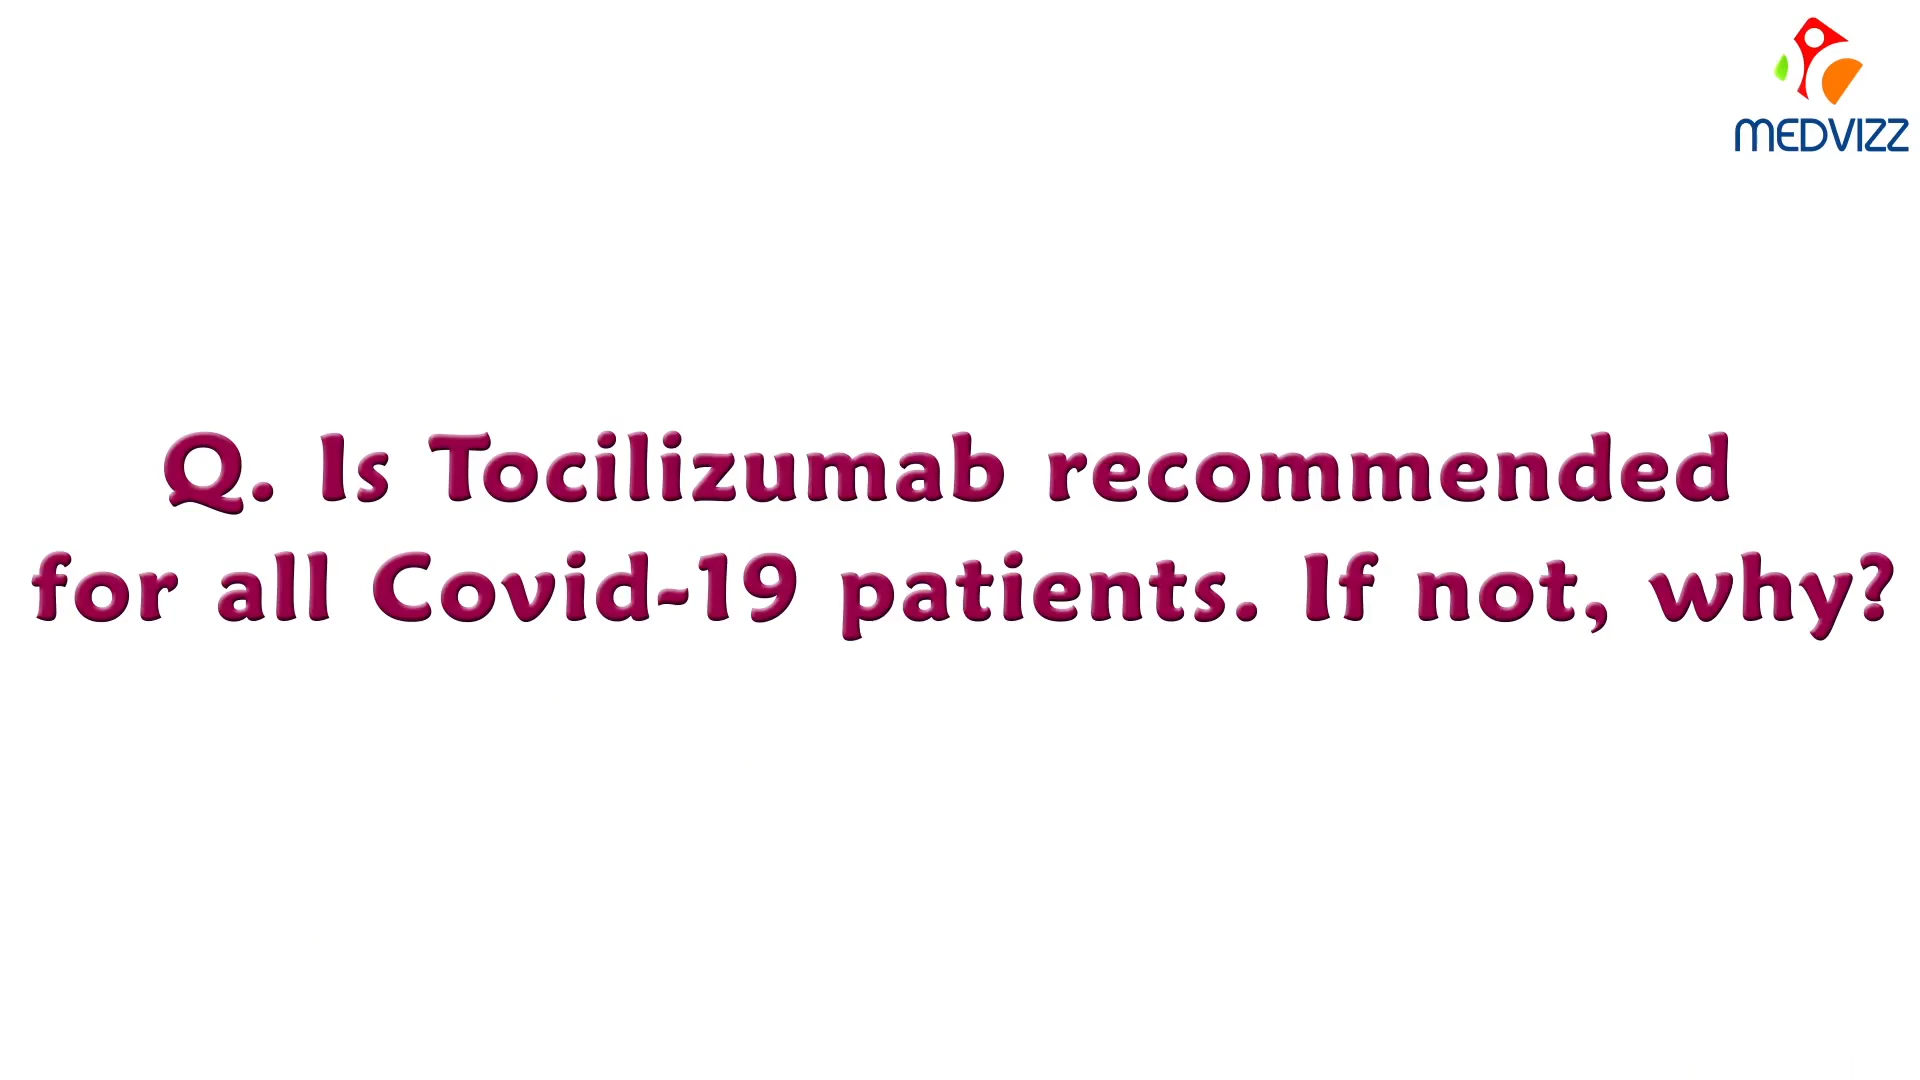 MEDVIZZ
Q. Is Tocilizumab recommended
for all Covid-19 patients. If not, why?